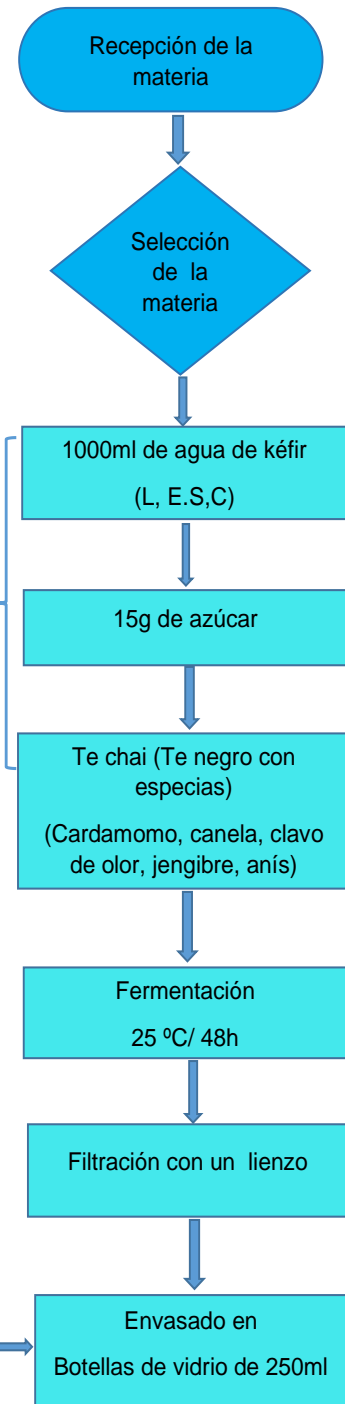 Recepción de la
materia
Selección
de la
materia
1000ml de agua de kéfir
(L, E.S,C)
15g de azúcar
Te chai (Te negro con
especias)
(Cardamomo, canela, clavo
de olor, jengibre, anís)
Fermentación
25 ºC/ 48h
Filtración con un lienzo
Envasado en
Botellas de vidrio de 250ml